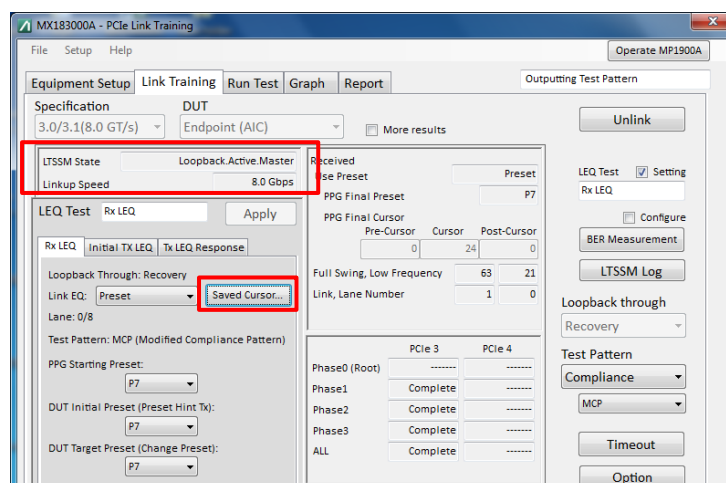 MX183000A - PCIe Link Training
File Setup Help
Operate MP1900A
Equipment Setup Link Training Run Test Graph Report
Outputting Test Pattern
Specification DUT
3.0/3.1(8.0 GT/s) Endpoint (AIC)
More results
Unlink
LTSSM State Loopback.Active.Master
Linkup Speed 8.0 Gbps
LEQ Test Rx LEQ Apply
Rx LEQ Initial TX LEQ Tx LEQ Response
Loopback Through: Recovery
Link EQ: Preset Saved Cursor...
Lane: 0/8
Test Pattern: MCP (Modified Compliance Pattern)
PPG Starting Preset:
P7
DUT Initial Preset (Preset Hint Tx):
P7
DUT Target Preset (Change Preset):
P7
Received
Use Preset Preset
PPG Final Preset P7
PPG Final Cursor
Pre-Cursor Cursor Post-Cursor
0 24 0
Full Swing, Low Frequency 63 21
Link, Lane Number 1 0
PCIe 3 PCIe 4
Phase0 (Root) ------- -------
Phase1 Complete -------
Phase2 Complete -------
Phase3 Complete -------
ALL Complete -------
LEQ Test Setting
Rx LEQ
Configure
BER Measurement
LTSSM Log
Loopback through
Recovery
Test Pattern
Compliance
MCP
Timeout
Option